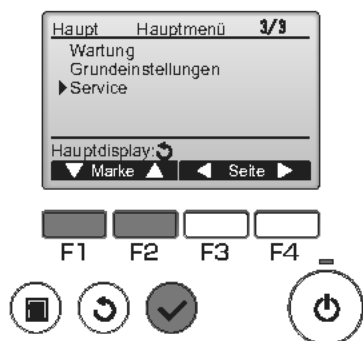 Haupt Hauptmenü 3/3
Wartung
Grundeinstellungen
▶Service
Hauptdisplay:
▼ Marke ▲ ◀ Seite ▶
F1 F2 F3 F4